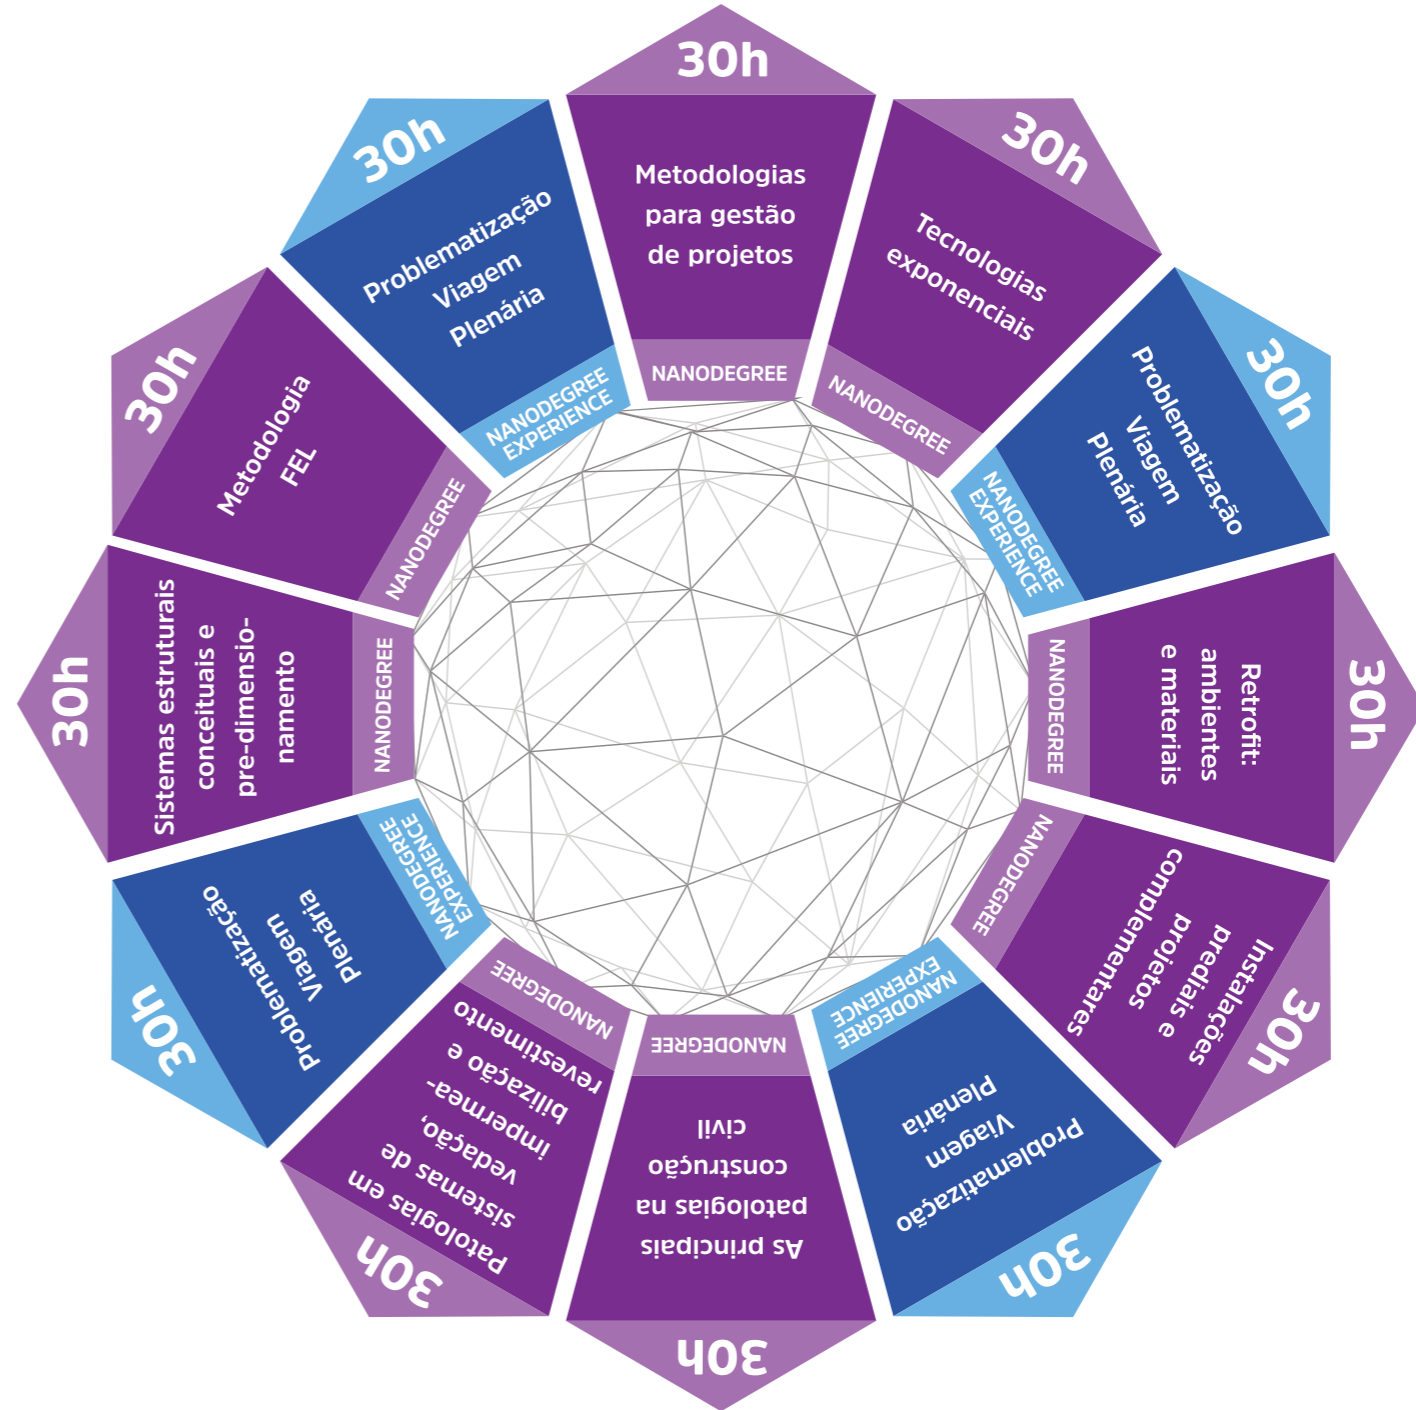 30h
Metodologias
para gestão
de projetos
NANODEGREE
30h
Tecnologias
exponenciais
NANODEGREE
30h
Problematização
Viagem
Plenária
NANODEGREE
EXPERIENCE
30h
Retrofit:
ambientes
e materiais
NANODEGREE
30h
Instalações
prediais e
projetos
complementares
NANODEGREE
30h
Problematização
Viagem
Plenária
NANODEGREE
EXPERIENCE
30h
As principais
patologias na
construção
civil
NANODEGREE
30h
Patologias em
sistemas de
vedação,
impermea-
bilização e
revestimento
NANODEGREE
30h
Problematização
Viagem
Plenária
NANODEGREE
EXPERIENCE
30h
Sistemas estruturais
conceituais e
pre-dimensio-
namento
NANODEGREE
30h
Metodologia
FEL
NANODEGREE
30h
Problematização
Viagem
Plenária
NANODEGREE
EXPERIENCE